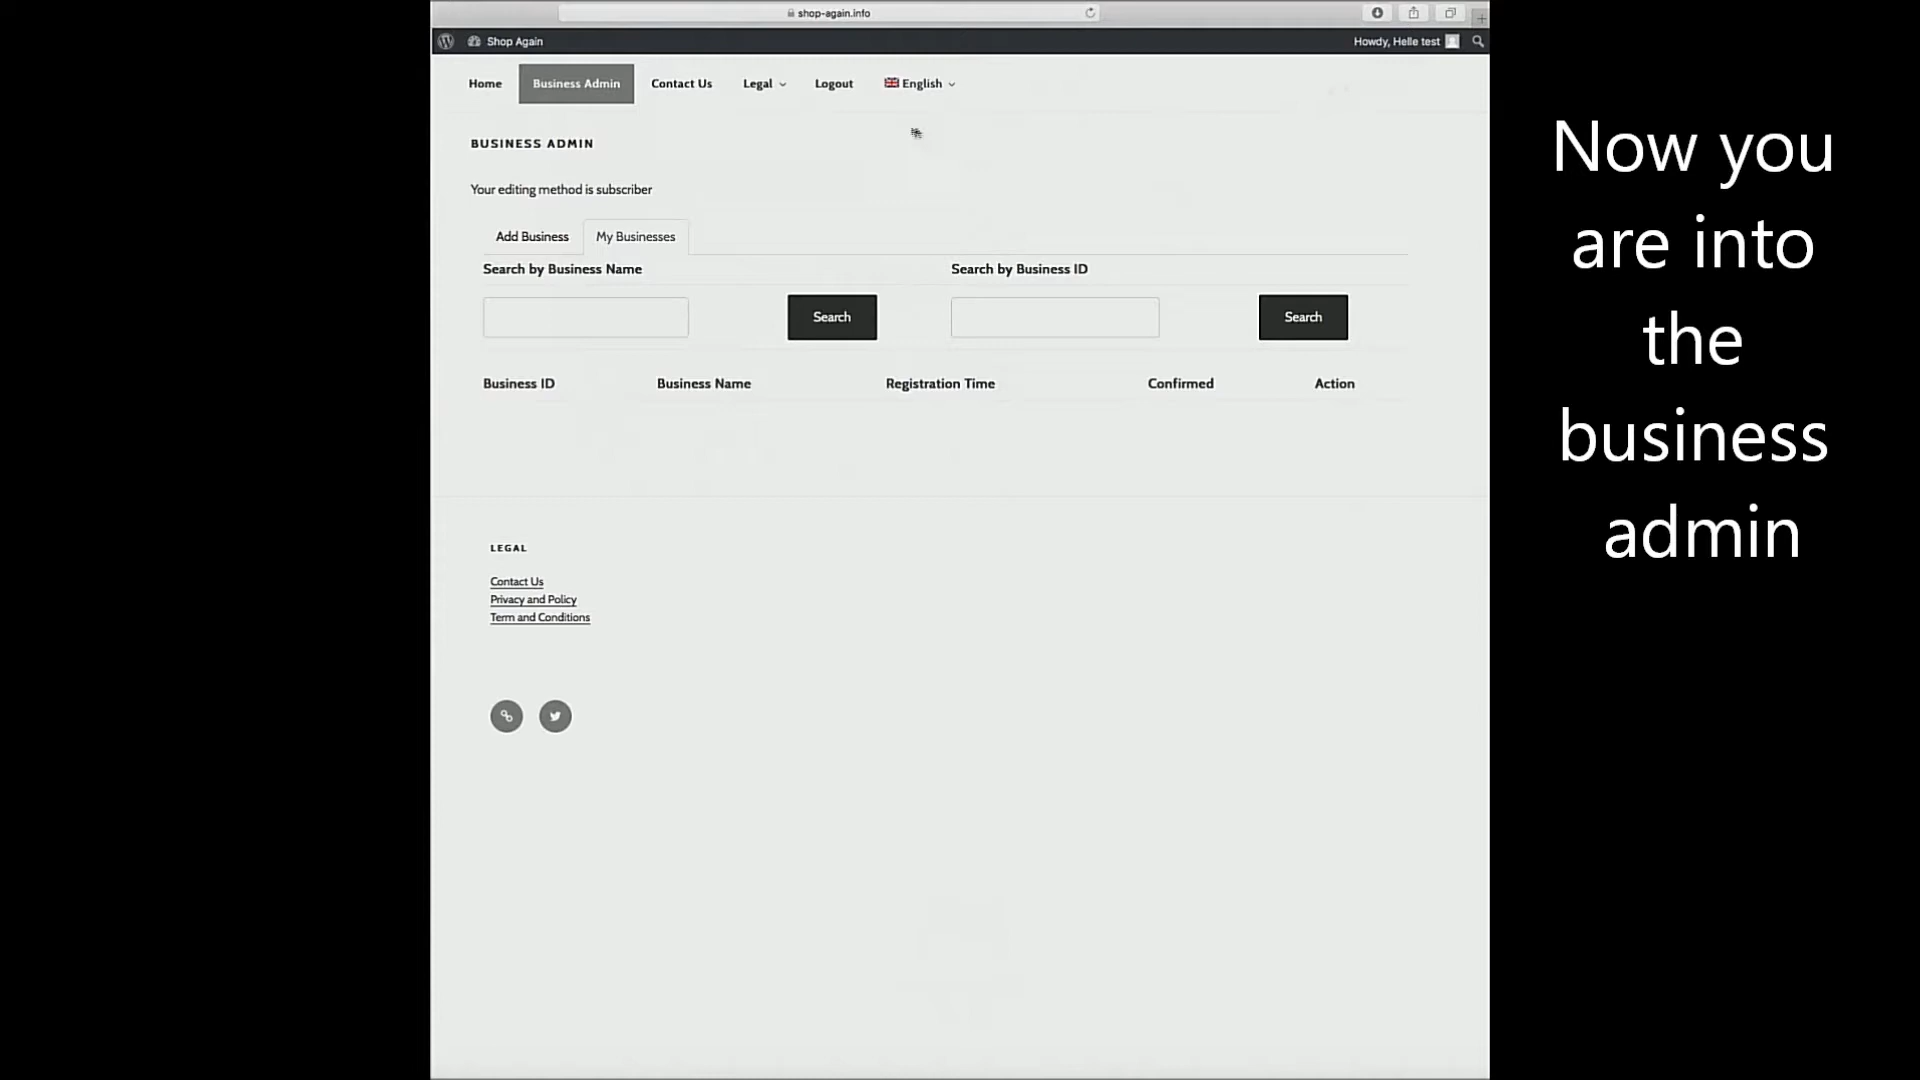 shop-again.info
Shop Again
Howdy, Helle test
Home
Business Admin
Contact Us
Legal
Logout
English
BUSINESS ADMIN
Your editing method is subscriber
Add Business
My Businesses
Search by Business Name
Search by Business ID
Search
Search
Business ID
Business Name
Registration Time
Confirmed
Action
LEGAL
Contact Us
Privacy and Policy
Term and Conditions
Now you
are into
the
business
admin